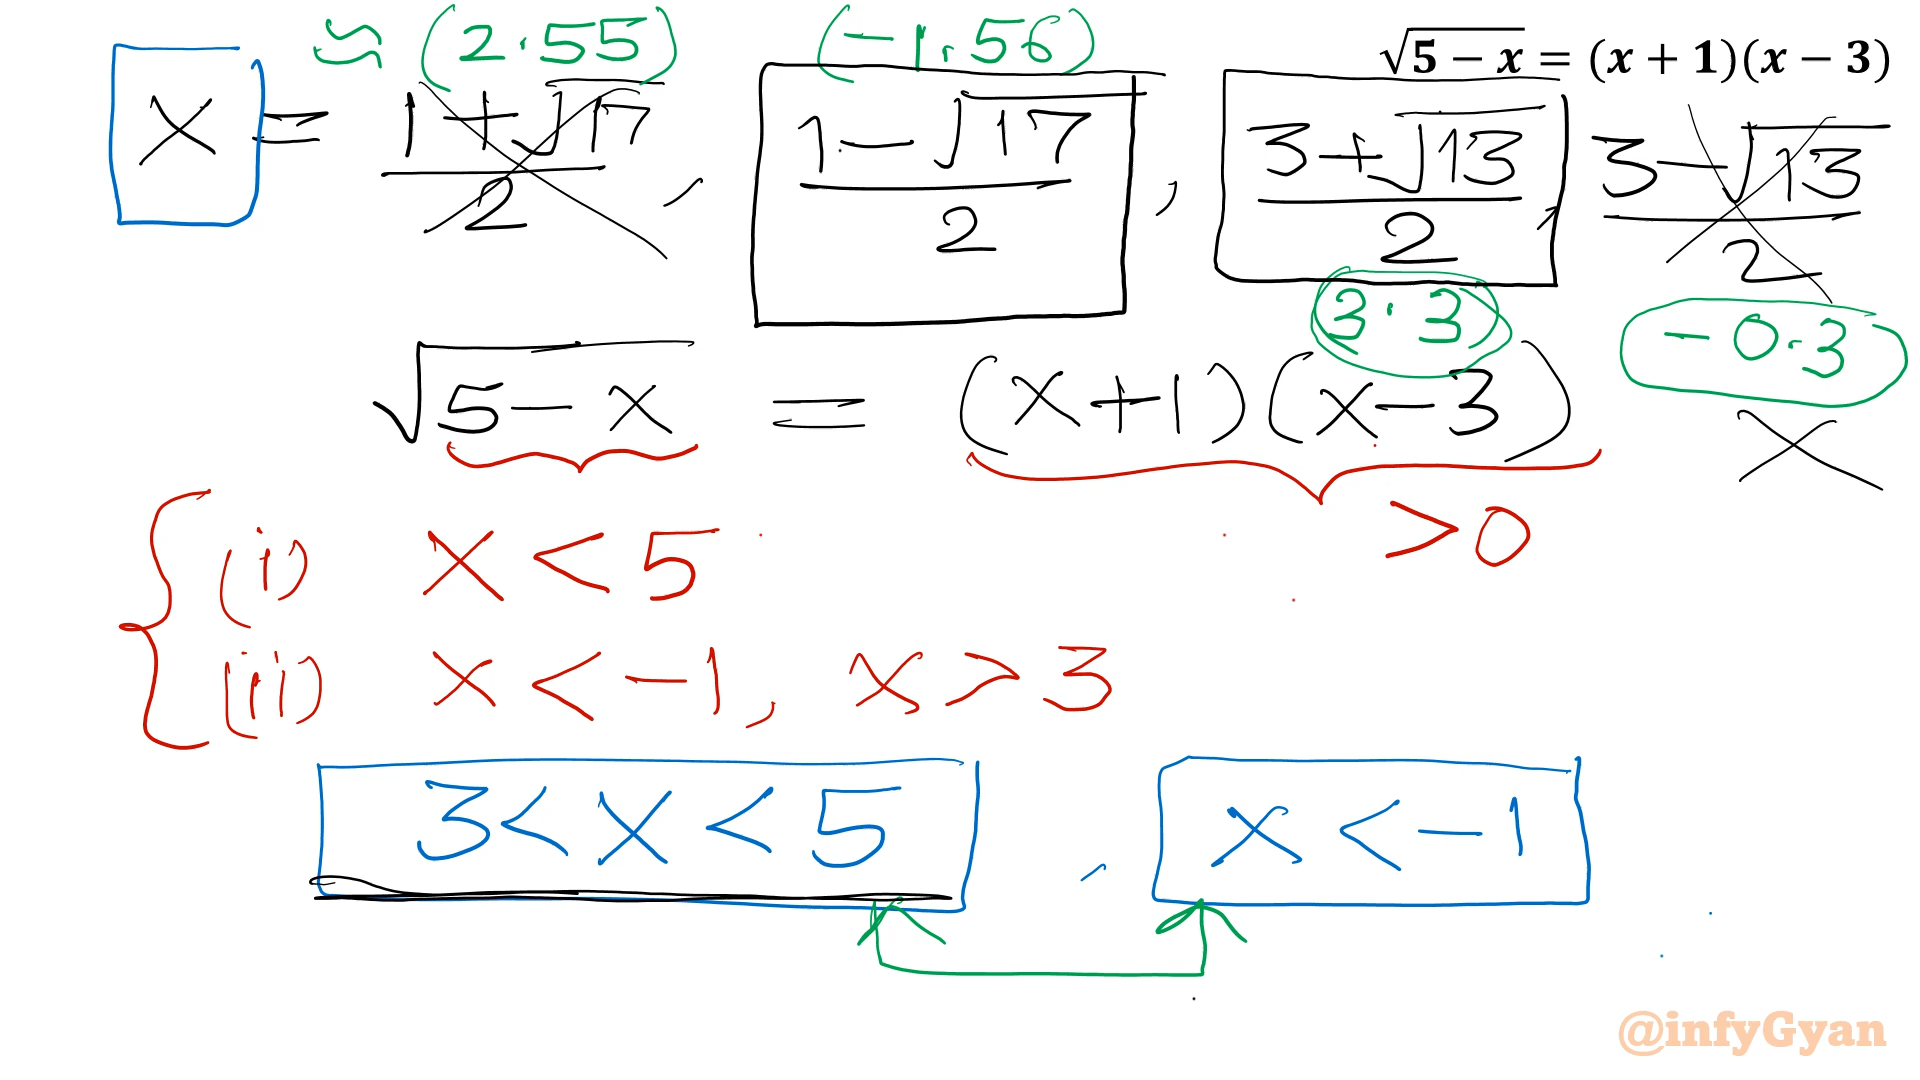 ≈ (2.55) (-1.56)
√5 − x = (x + 1)(x − 3)
x = 1+√17/2 , 1−√17/2 , 3+√13/2 , 3−√13/2
3.3 -0.3
√5−x = (x+1)(x−3) x
>0
(i) x < 5
(ii) x < −1, x > 3
3 < x < 5 , x < −1
@infyGyan